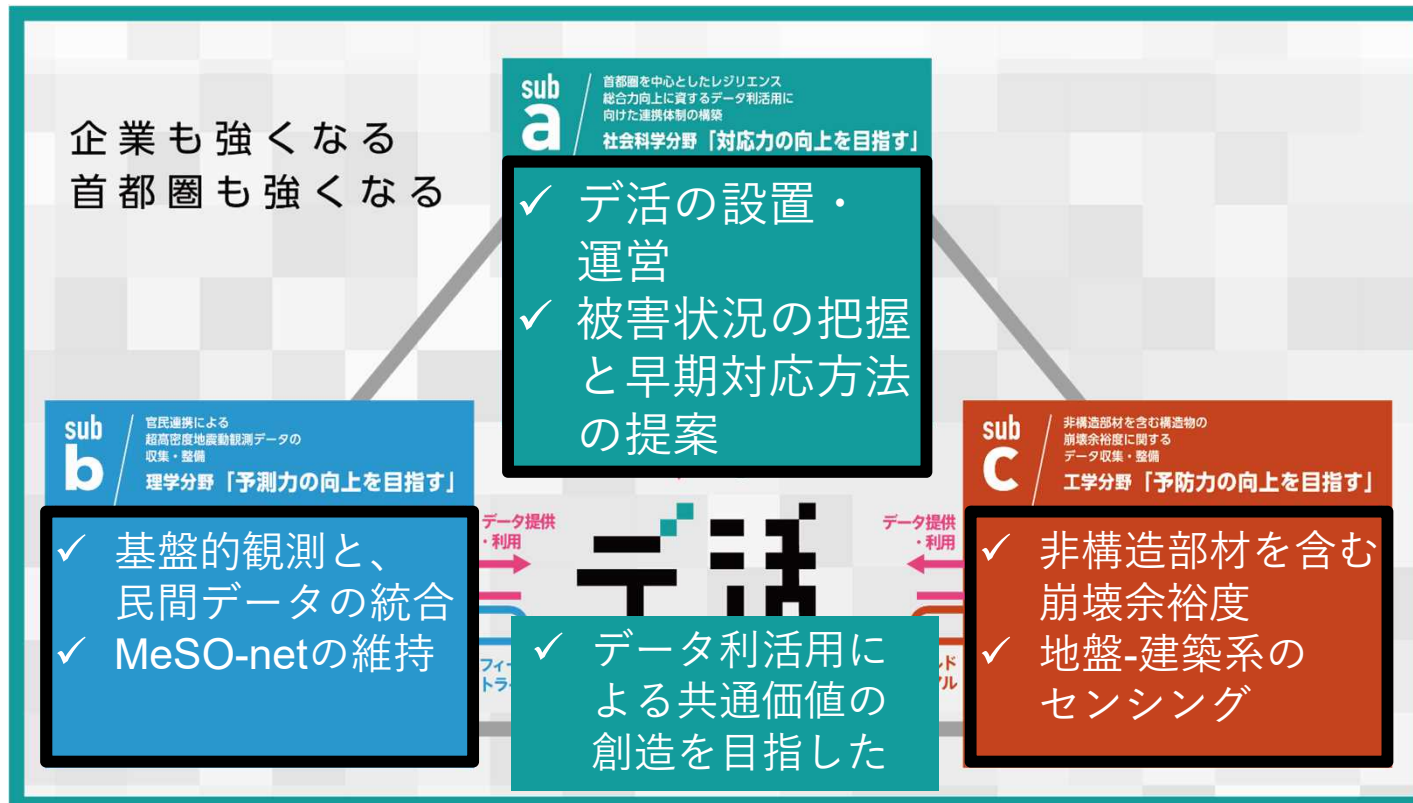 企業も強くなる
首都圏も強くなる
sub
a
首都圏を中心としたレジリエンス
総合力向上に資するデータ利活用に
向けた連携体制の構築
社会科学分野「対応力の向上を目指す」
✓ デ活の設置・
運営
✓ 被害状況の把握
と早期対応方法
の提案
sub
b
官民連携による
超高密度地震動観測データの
収集・整備
理学分野「予測力の向上を目指す」
✓ 基盤的観測と、
民間データの統合
✓ MeSO-netの維持
データ提供
・利用
デ活
データ提供
・利用
sub
c
非構造部材を含む構造物の
崩壊余裕度に関する
データ収集・整備
工学分野「予防力の向上を目指す」
✓ 非構造部材を含む
崩壊余裕度
✓ 地盤-建築系の
センシング
フィー
トラ
✓ データ利活用に
よる共通価値の
創造を目指した
ルド
ル